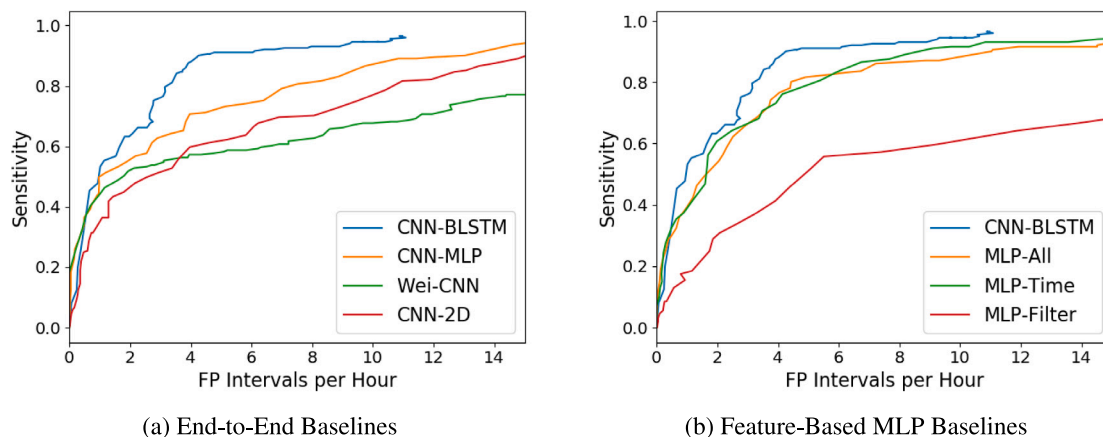 1.0
0.8
0.6
0.4
0.2
0.0
Sensitivity
0 2 4 6 8 10 12 14
FP Intervals per Hour
CNN-BLSTM
CNN-MLP
Wei-CNN
CNN-2D
(a) End-to-End Baselines
1.0
0.8
0.6
0.4
0.2
0.0
Sensitivity
0 2 4 6 8 10 12 14
FP Intervals per Hour
CNN-BLSTM
MLP-All
MLP-Time
MLP-Filter
(b) Feature-Based MLP Baselines